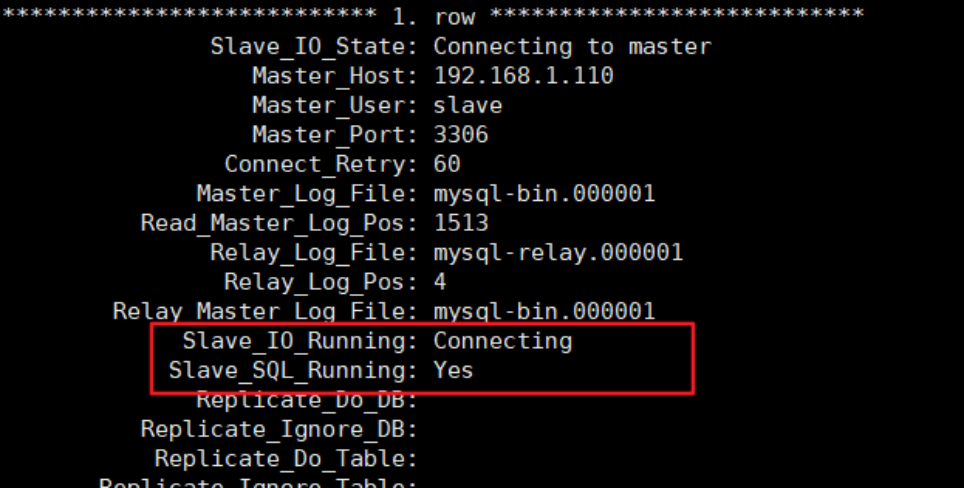 *************************** 1. row ***************************
Slave_IO_State: Connecting to master
Master_Host: 192.168.1.110
Master_User: slave
Master_Port: 3306
Connect_Retry: 60
Master_Log_File: mysql-bin.000001
Read_Master_Log_Pos: 1513
Relay_Log_File: mysql-relay.000001
Relay_Log_Pos: 4
Relay_Master_Log_File: mysql-bin.000001
Slave_IO_Running: Connecting
Slave_SQL_Running: Yes
Replicate_Do_DB:
Replicate_Ignore_DB:
Replicate_Do_Table:
Replicate_Ignore_Table: